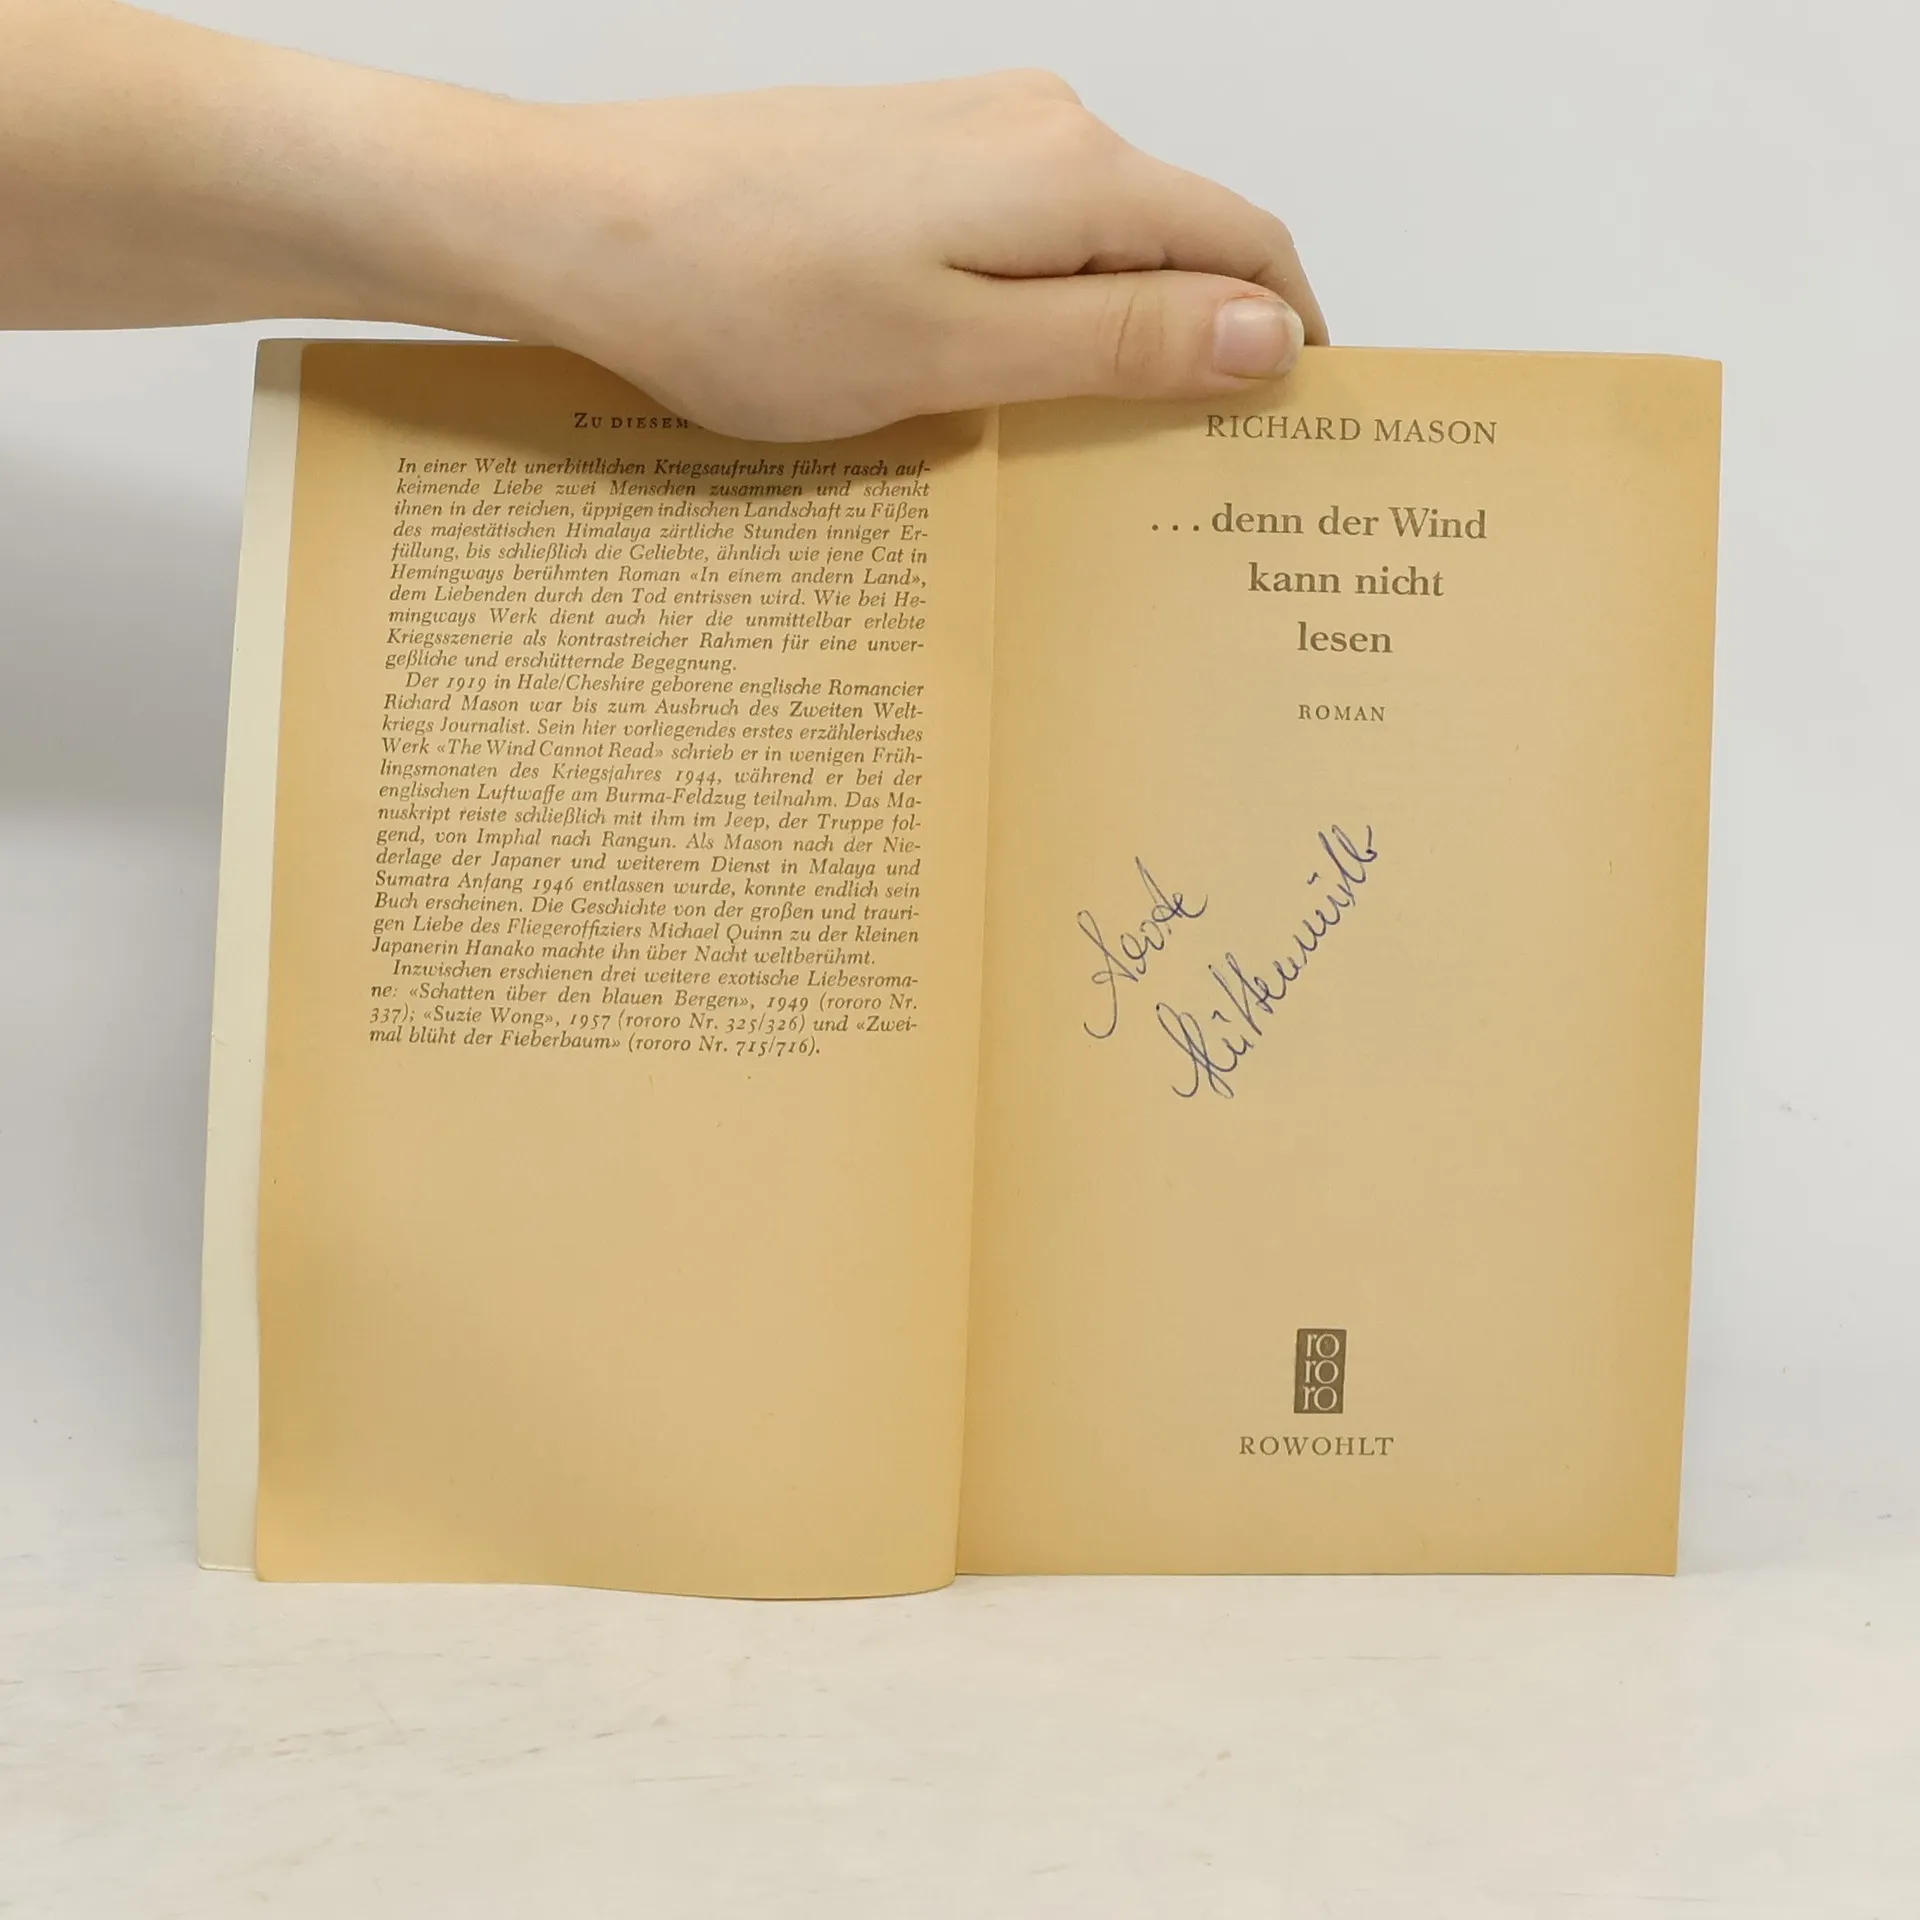 ZU DIESEM
In einer Welt unerbittlichen Kriegsaufruhrs führt rasch auf-
keimende Liebe zwei Menschen zusammen und schenkt
ihnen in der reichen, üppigen indischen Landschaft zu Füßen
des majestätischen Himalaya zärtliche Stunden inniger Er-
füllung, bis schließlich die Geliebte, ähnlich wie jene Cat in
Hemingways berühmten Roman «In einem andern Land»,
dem Liebenden durch den Tod entrissen wird. Wie bei He-
mingways Werk dient auch hier die unmittelbar erlebte
Kriegsszenerie als kontrastreicher Rahmen für eine unver-
geßliche und erschütternde Begegnung.
Der 1919 in Hale/Cheshire geborene englische Romancier
Richard Mason war bis zum Ausbruch des Zweiten Welt-
kriegs Journalist. Sein hier vorliegendes erstes erzählerisches
Werk «The Wind Cannot Read» schrieb er in wenigen Früh-
lingsmonaten des Kriegsjahres 1944, während er bei der
englischen Luftwaffe am Burma-Feldzug teilnahm. Das Ma-
nuskript reiste schließlich mit ihm im Jeep, der Truppe fol-
gend, von Imphal nach Rangun. Als Mason nach der Nie-
derlage der Japaner und weiterem Dienst in Malaya und
Sumatra Anfang 1946 entlassen wurde, konnte endlich sein
Buch erscheinen. Die Geschichte von der großen und trauri-
gen Liebe des Fliegeroffiziers Michael Quinn zu der kleinen
Japanerin Hanako machte ihn über Nacht weltberühmt.
Inzwischen erschienen drei weitere exotische Liebesroma-
ne: «Schatten über den blauen Bergen», 1949 (rororo Nr.
337); «Suzie Wong», 1957 (rororo Nr. 325/326) und «Zwei-
mal blüht der Fieberbaum» (rororo Nr. 715/716).
RICHARD MASON
...denn der Wind
kann nicht
lesen
ROMAN
ro
ro
ro
ROWOHLT